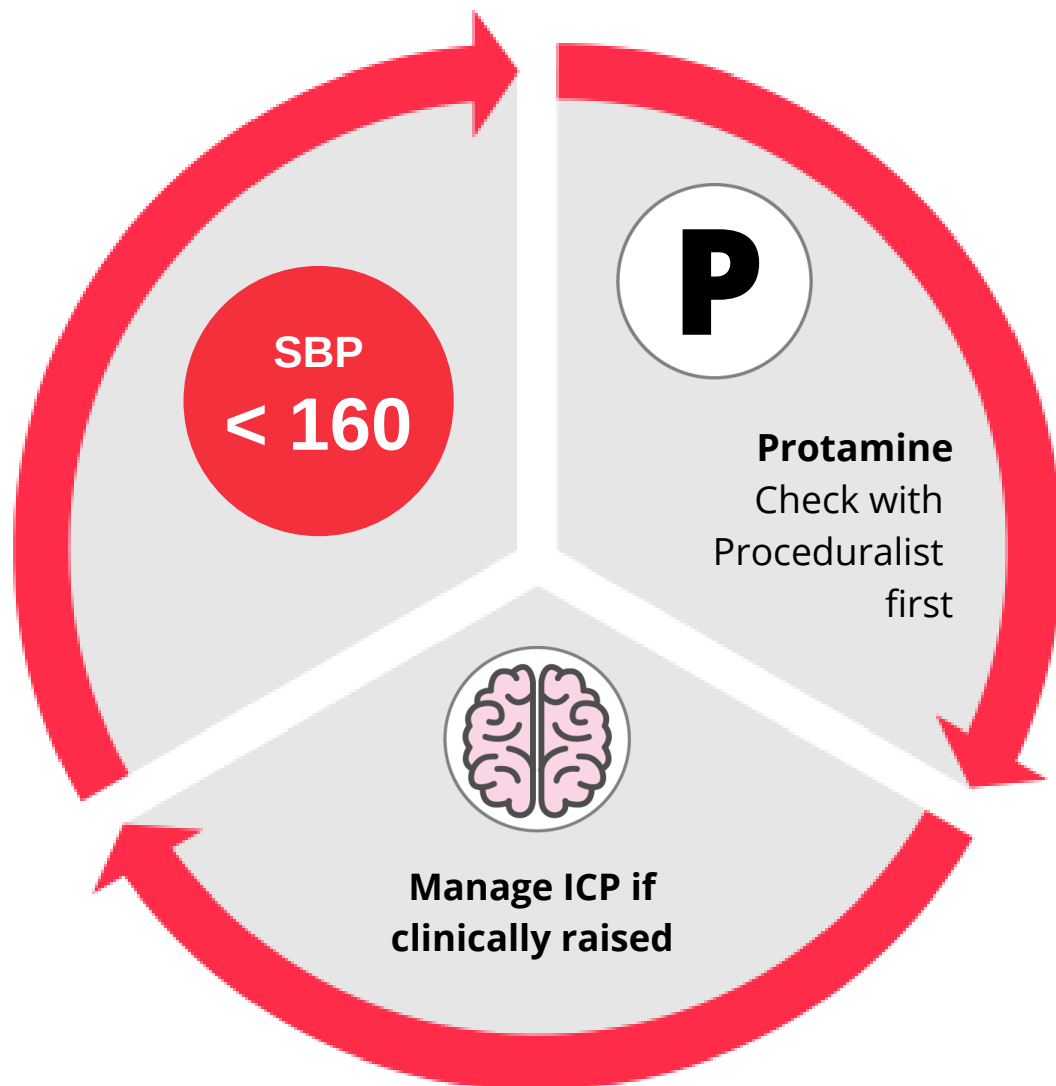 SBP
< 160
P
Protamine
Check with
Proceduralist
first
Manage ICP if
clinically raised